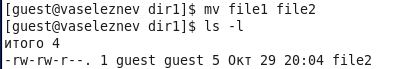 [guest@vaseleznev dir1]$ mv file1 file2
[guest@vaseleznev dir1]$ ls -l
итого 4
-rw-rw-r--. 1 guest guest 5 Окт 29 20:04 file2